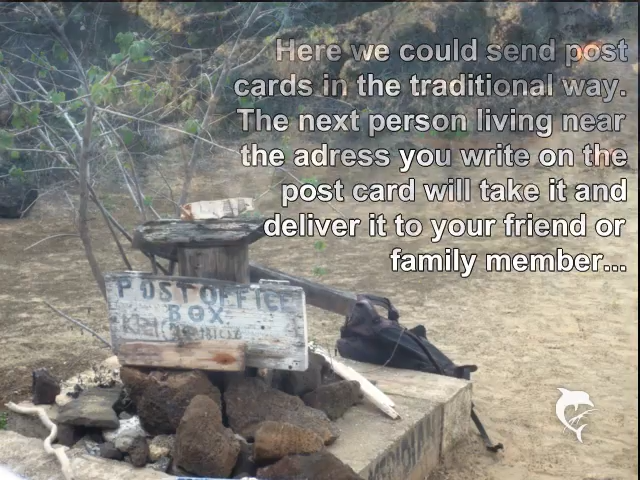 Here we could send post
cards in the traditional way.
The next person living near
the adress you write on the
post card will take it and
deliver it to your friend or
family member...
POST OFFICE
BOX